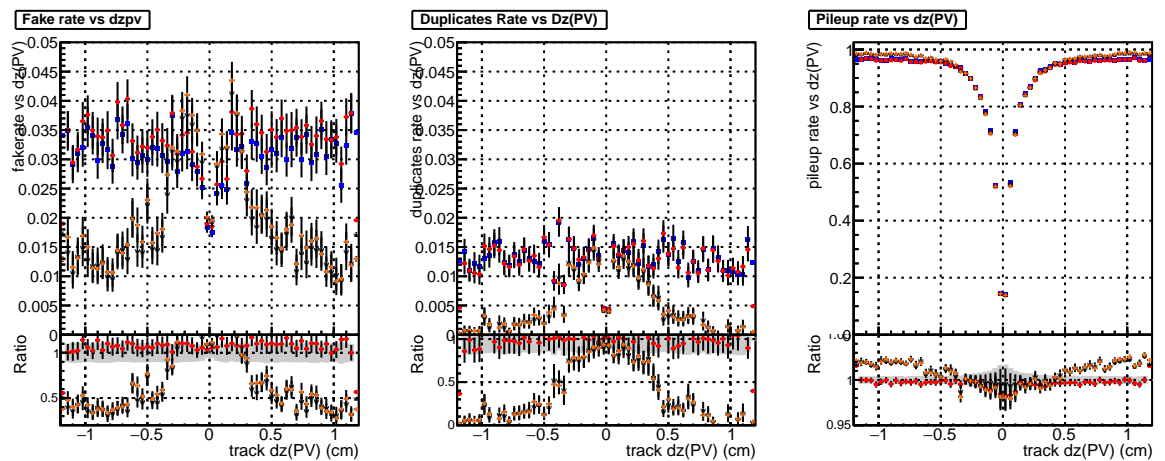 Fake rate vs dzpv
fakerate vs dz(PV)
0.05
0.045
0.04
0.035
0.03
0.025
0.02
0.015
0.01
0.005
0
Ratio
1
0.5
−1 −0.5 0 0.5 1
track dz(PV) (cm)
Duplicates Rate vs Dz(PV)
duplicates rate vs dz(PV)
0.05
0.045
0.04
0.035
0.03
0.025
0.02
0.015
0.01
0.005
0
Ratio
1
0.5
0
−1 −0.5 0 0.5 1
track dz(PV) (cm)
Pileup rate vs dz(PV)
pileup rate vs dz(PV)
1
0.8
0.6
0.4
0.2
0
Ratio
1
0.95
−1 −0.5 0 0.5 1
track dz(PV) (cm)